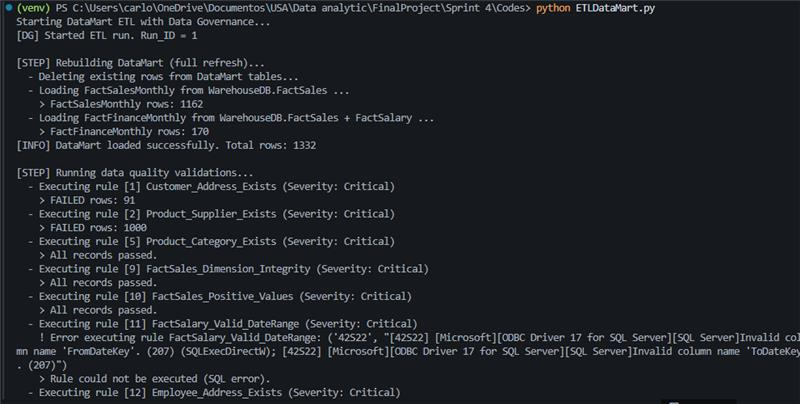 (venv) PS C:\Users\carlo\OneDrive\Documentos\USA\Data analytic\FinalProject\Sprint 4\Codes> python ETLDataMart.py
Starting DataMart ETL with Data Governance...
[DG] Started ETL run. Run_ID = 1
[STEP] Rebuilding DataMart (full refresh)...
- Deleting existing rows from DataMart tables...
- Loading FactSalesMonthly from WarehouseDB.FactSales ...
> FactSalesMonthly rows: 1162
- Loading FactFinanceMonthly from WarehouseDB.FactSales + FactSalary ...
> FactFinanceMonthly rows: 170
[INFO] DataMart loaded successfully. Total rows: 1332
[STEP] Running data quality validations...
- Executing rule [1] Customer_Address_Exists (Severity: Critical)
> FAILED rows: 91
- Executing rule [2] Product_Supplier_Exists (Severity: Critical)
> FAILED rows: 1000
- Executing rule [5] Product_Category_Exists (Severity: Critical)
> All records passed.
- Executing rule [9] FactSales_Dimension_Integrity (Severity: Critical)
> All records passed.
- Executing rule [10] FactSales_Positive_Values (Severity: Critical)
> All records passed.
- Executing rule [11] FactSalary_Valid_DateRange (Severity: Critical)
! Error executing rule FactSalary_Valid_DateRange: ('42S22', "[42S22] [Microsoft][ODBC Driver 17 for SQL Server][SQL Server]Invalid colu
mn name 'FromDateKey'. (207) (SQLExecDirectW); [42S22] [Microsoft][ODBC Driver 17 for SQL Server][SQL Server]Invalid column name 'ToDateKey'
. (207)")
> Rule could not be executed (SQL error).
- Executing rule [12] Employee_Address_Exists (Severity: Critical)